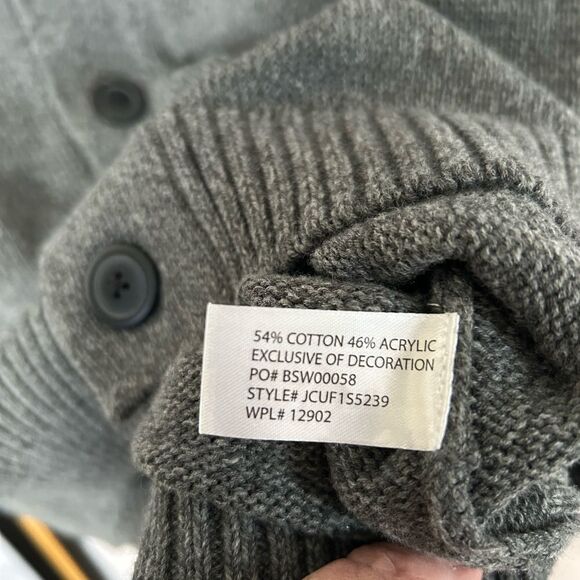 54% COTTON 46% ACRYLIC
EXCLUSIVE OF DECORATION
PO# BSW00058
STYLE# JCUF1S5239
WPL# 12902